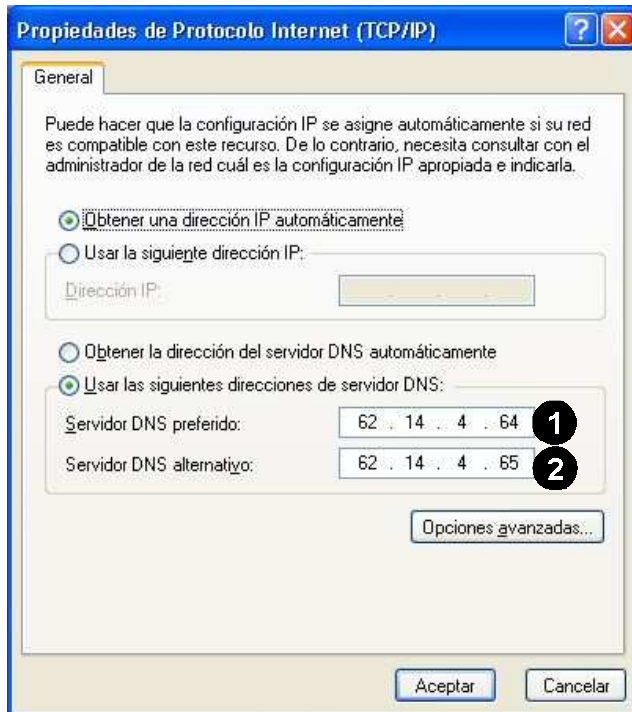 Propiedades de Protocolo Internet (TCP/IP)
General
Puede hacer que la configuración IP se asigne automáticamente si su red
es compatible con este recurso. De lo contrario, necesita consultar con el
administrador de la red cuál es la configuración IP apropiada e indicarla.
Obtener una dirección IP automáticamente
Usar la siguiente dirección IP:
Dirección IP:
Obtener la dirección del servidor DNS automáticamente
Usar las siguientes direcciones de servidor DNS:
Servidor DNS preferido: 62 . 14 . 4 . 64 1
Servidor DNS alternativo: 62 . 14 . 4 . 65 2
Opciones avanzadas...
Aceptar Cancelar